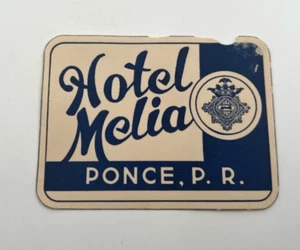 Hotel
Melia
PONCE, P. R.